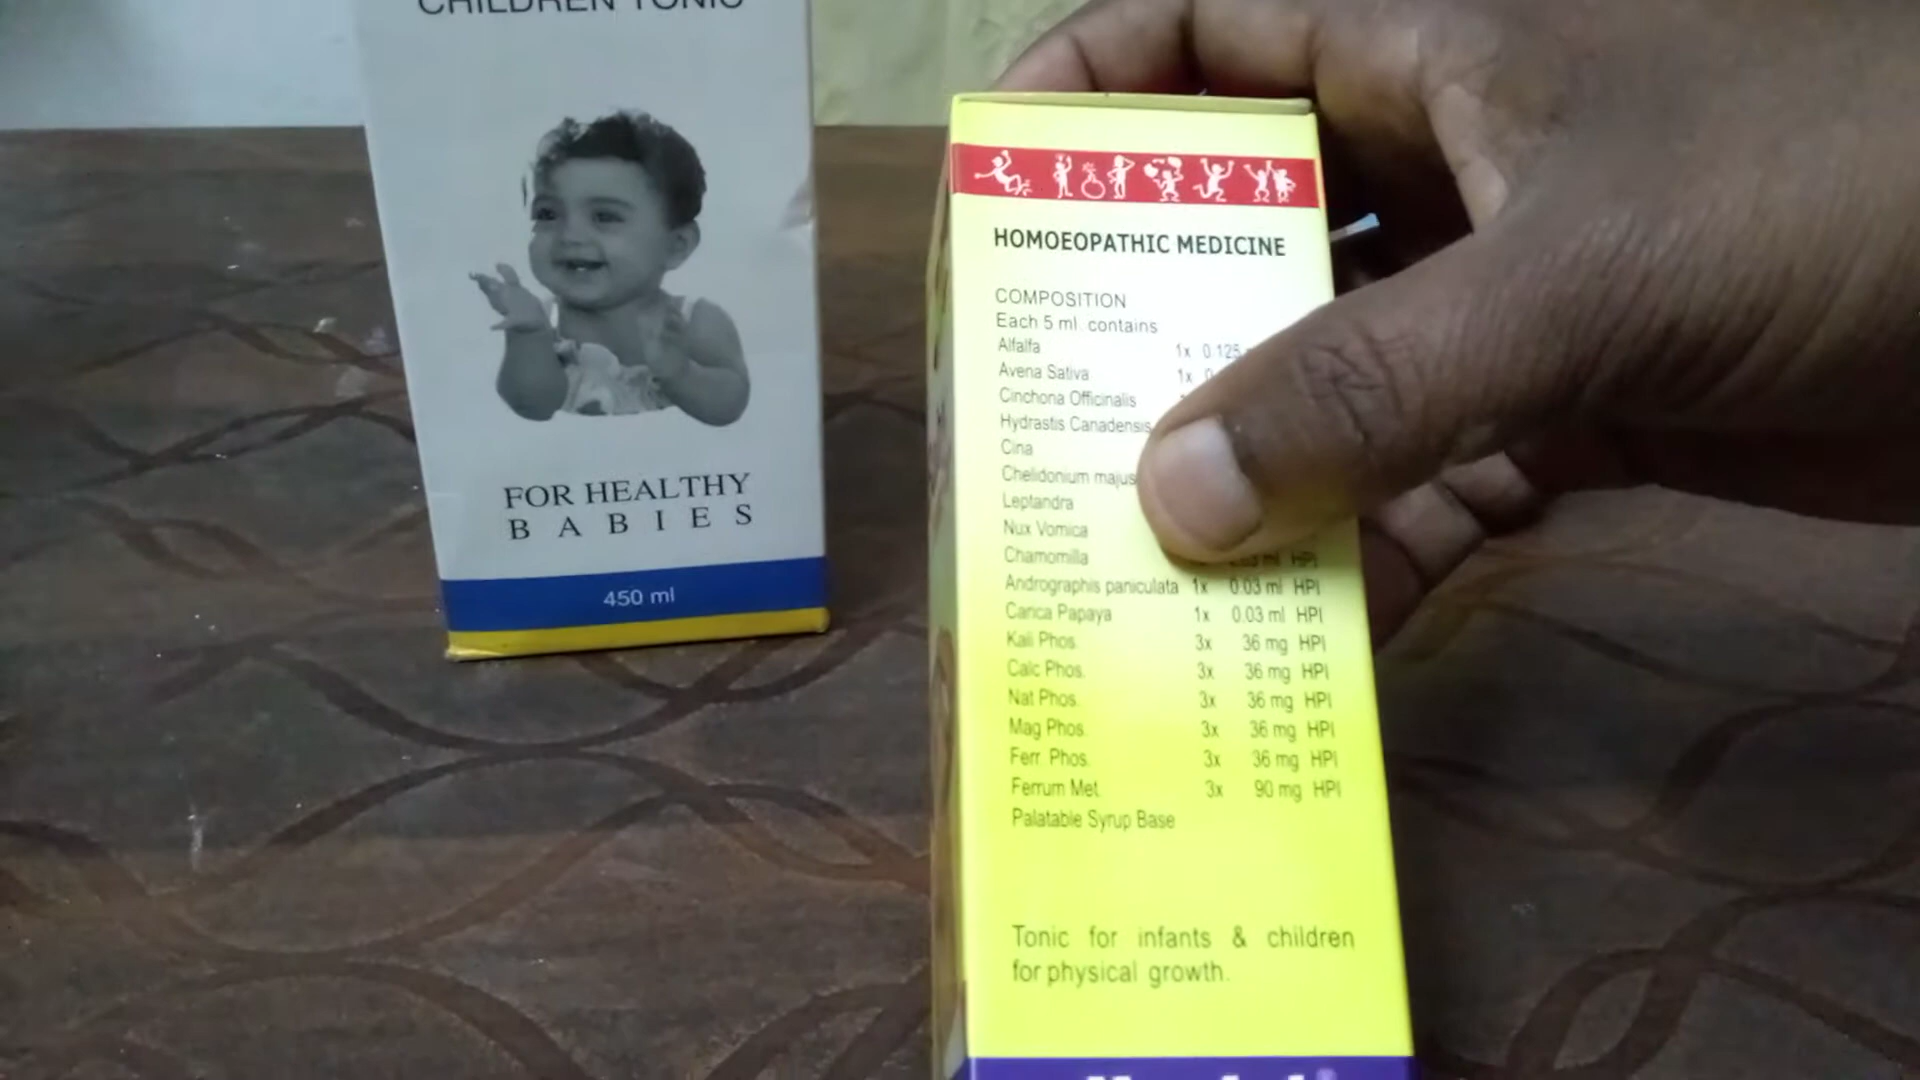 CHILDREN TONIC
FOR HEALTHY
BABIES
450 ml
HOMOEOPATHIC MEDICINE
COMPOSITION
Each 5 ml. contains
Alfalfa 1x 0.125
Avena Sativa 1x
Cinchona Officinalis
Hydrastis Canadensis
Cina
Chelidonium majus
Leptandra
Nux Vomica
Chamomilla HPI
Andrographis paniculata 1x 0.03 ml HPI
Carica Papaya 1x 0.03 ml HPI
Kali Phos. 3x 36 mg HPI
Calc Phos. 3x 36 mg HPI
Nat Phos. 3x 36 mg HPI
Mag Phos 3x 36 mg HPI
Ferr Phos. 3x 36 mg HPI
Ferrum Met 3x 90 mg HPI
Palatable Syrup Base
Tonic for infants & children
for physical growth.